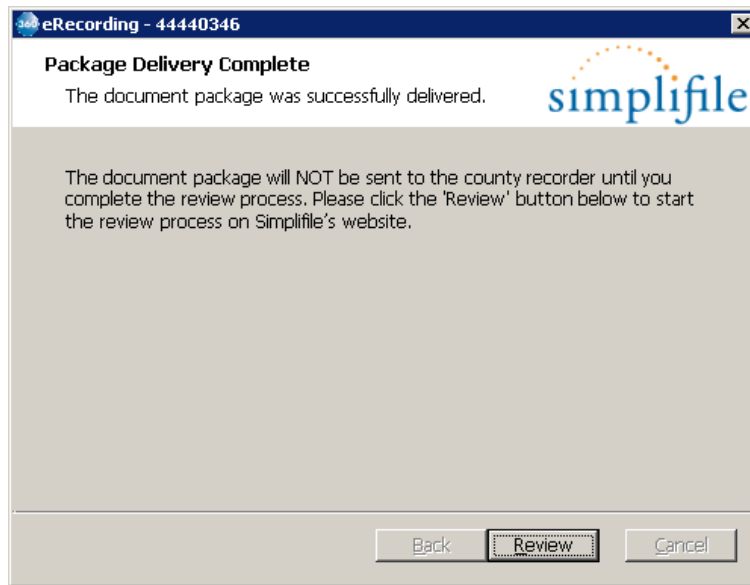 360 eRecording - 44440346
Package Delivery Complete
The document package was successfully delivered.
simplifile
The document package will NOT be sent to the county recorder until you
complete the review process. Please click the 'Review' button below to start
the review process on Simplifile's website.
Back Review Cancel